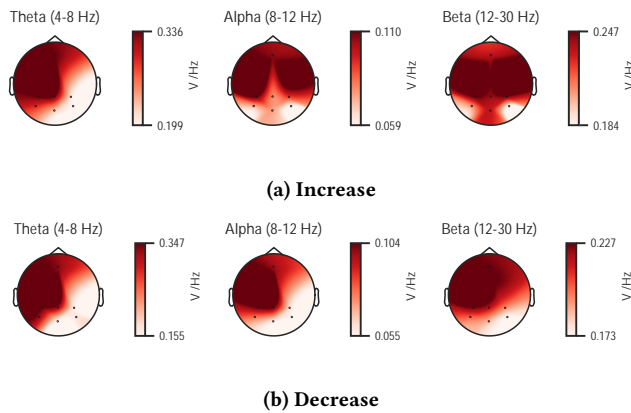 Theta (4-8 Hz)
Alpha (8-12 Hz)
Beta (12-30 Hz)
0.336
V /Hz
0.199
0.110
V /Hz
0.059
0.247
V /Hz
0.184
(a) Increase
Theta (4-8 Hz)
Alpha (8-12 Hz)
Beta (12-30 Hz)
0.347
V /Hz
0.155
0.104
V /Hz
0.055
0.227
V /Hz
0.173
(b) Decrease